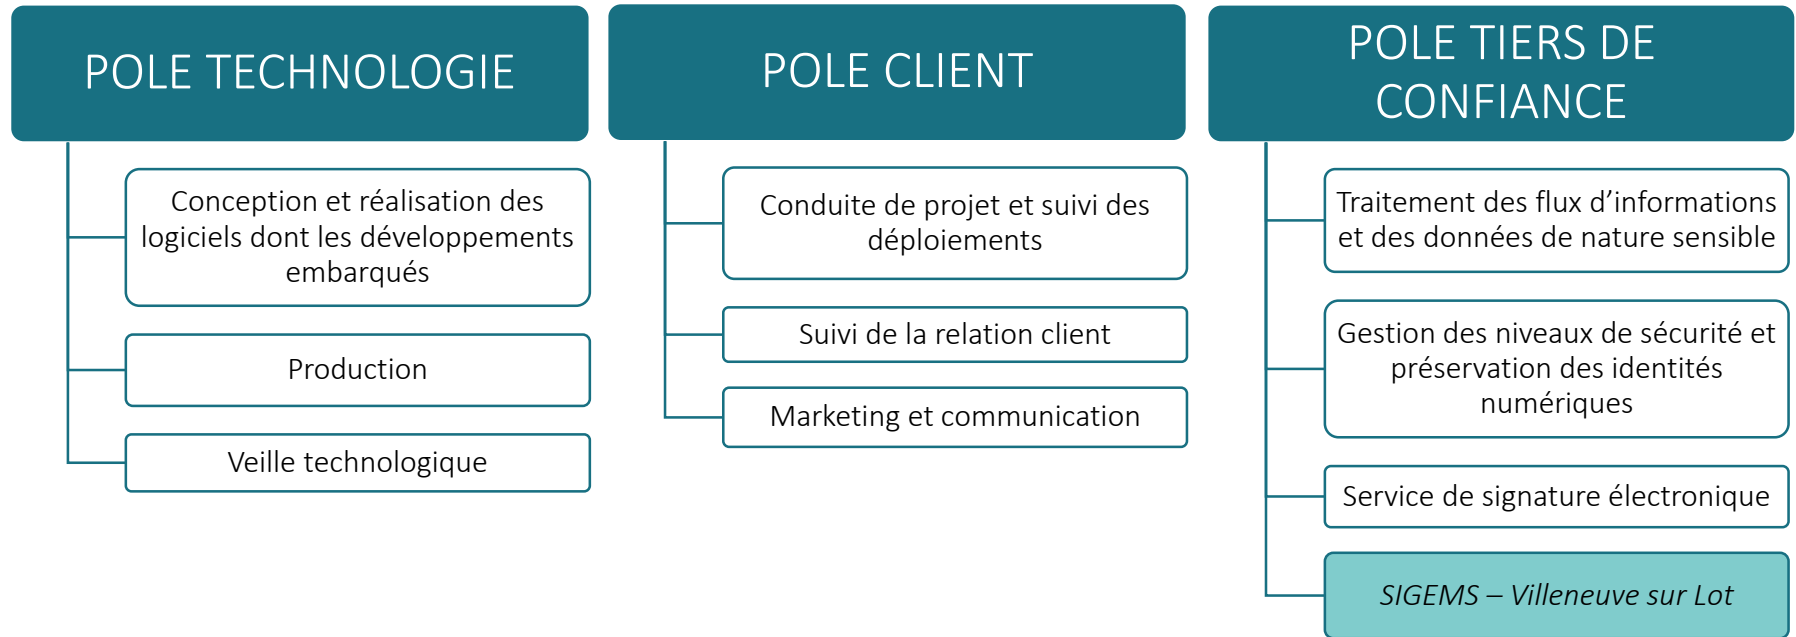 POLE TECHNOLOGIE
Conception et réalisation des
logiciels dont les développements
embarqués
Production
Veille technologique
POLE CLIENT
Conduite de projet et suivi des
déploiements
Suivi de la relation client
Marketing et communication
POLE TIERS DE
CONFIANCE
Traitement des flux d’informations
et des données de nature sensible
Gestion des niveaux de sécurité et
préservation des identités
numériques
Service de signature électronique
SIGEMS – Villeneuve sur Lot